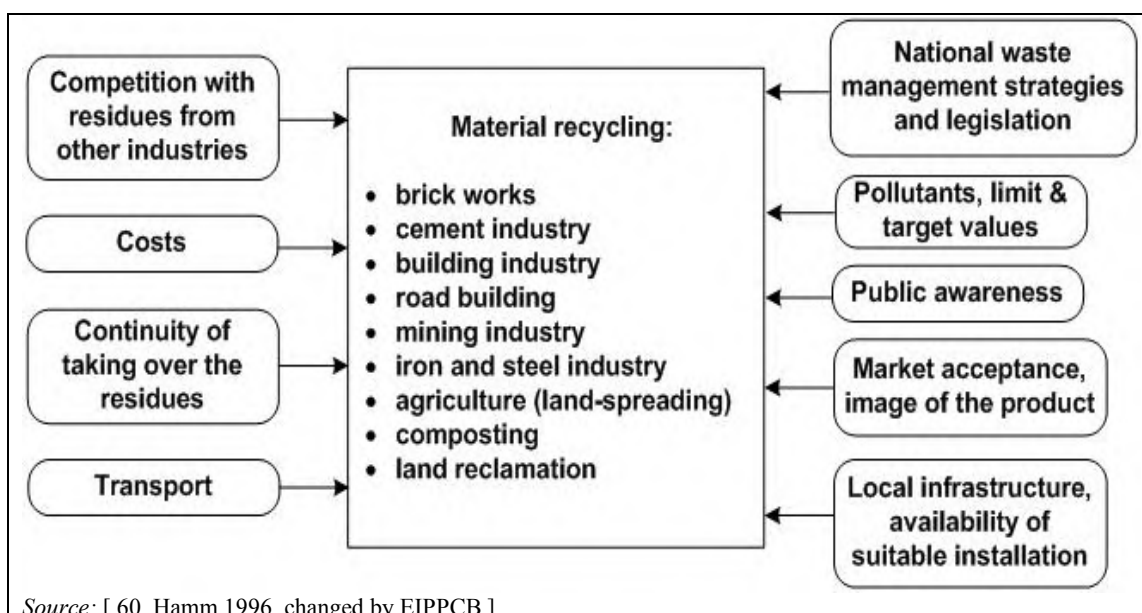 Competition with
residues from
other industries
Costs
Continuity of
taking over the
residues
Transport
Material recycling:
• brick works
• cement industry
• building industry
• road building
• mining industry
• iron and steel industry
• agriculture (land-spreading)
• composting
• land reclamation
National waste
management strategies
and legislation
Pollutants, limit &
target values
Public awareness
Market acceptance,
image of the product
Local infrastructure,
availability of
suitable installation
Source: [ 60, Hamm 1996, changed by EIPPCB ]